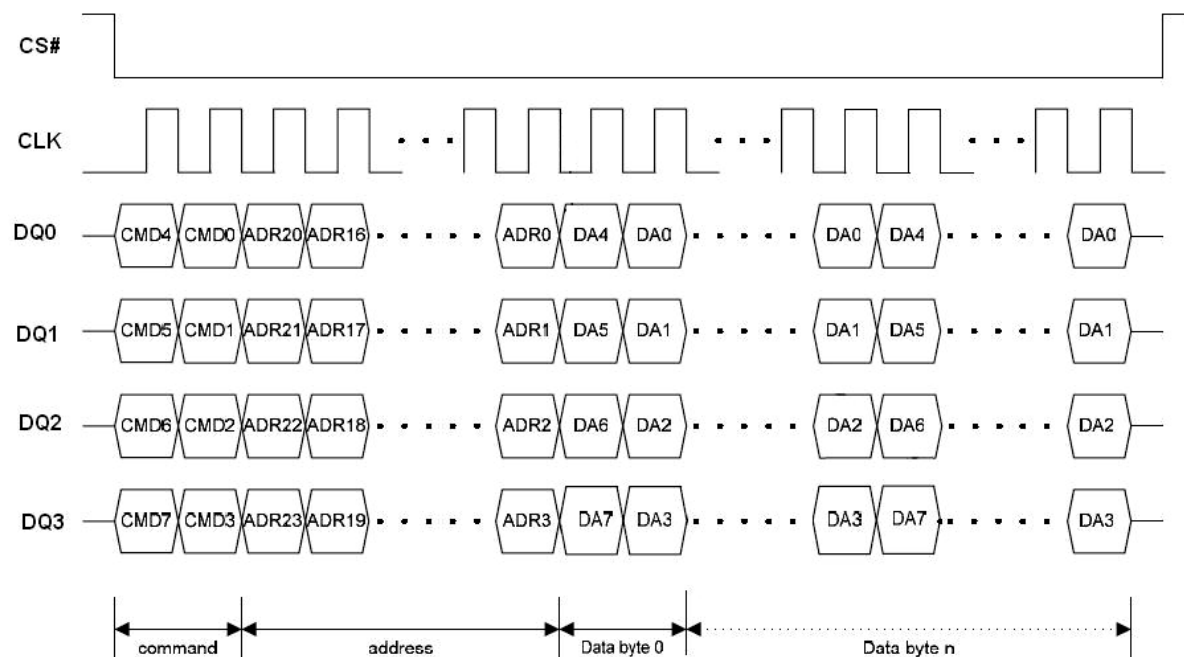 CS#
CLK
DQ0 CMD4 CMD0 ADR20 ADR16 ADR0 DA4 DA0 DA0 DA4 DA0
DQ1 CMD5 CMD1 ADR21 ADR17 ADR1 DA5 DA1 DA1 DA5 DA1
DQ2 CMD6 CMD2 ADR22 ADR18 ADR2 DA6 DA2 DA2 DA6 DA2
DQ3 CMD7 CMD3 ADR23 ADR19 ADR3 DA7 DA3 DA3 DA7 DA3
command address Data byte 0 Data byte n